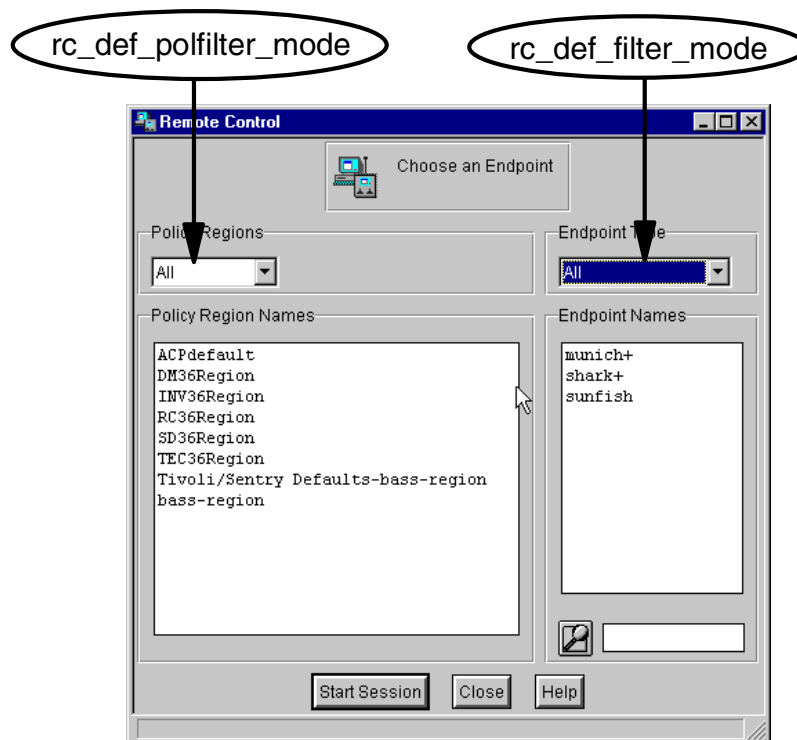 rc_def_polfilter_mode
rc_def_filter_mode
Remote Control
Choose an Endpoint
Policy Regions
All
Endpoint Type
All
Policy Region Names
ACPdefault
DM36Region
INV36Region
RC36Region
SD36Region
TEC36Region
Tivoli/Sentry Defaults-bass-region
bass-region
Endpoint Names
munich+
shark+
sunfish
Start Session
Close
Help